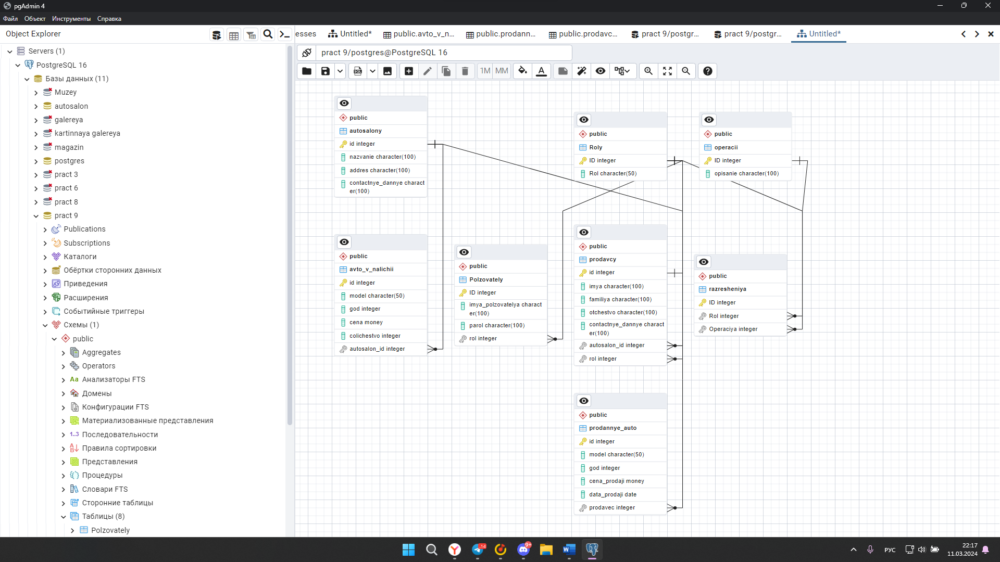 pgAdmin 4
Файл Объект Инструменты Справка
Object Explorer
esses Untitled* public.avto_v_n... public.prodann... public.prodavc... pract 9/postgr... pract 9/postgr... Untitled*
pract 9/postgres@PostgreSQL 16
SQL 1M MM A
Servers (1)
PostgreSQL 16
Базы данных (11)
Muzey
autosalon
galereya
kartinnaya galereya
magazin
postgres
pract 3
pract 6
pract 8
pract 9
Publications
Subscriptions
Каталоги
Обёртки сторонних данных
Приведения
Расширения
Событийные триггеры
Схемы (1)
public
Aggregates
Operators
Aa Анализаторы FTS
Домены
Конфигурации FTS
Материализованные представления
1..3 Последовательности
Правила сортировки
Представления
Процедуры
Словари FTS
Сторонние таблицы
Таблицы (8)
Polzovately
public
autosalony
id integer
nazvanie character(100)
addres character(100)
contactnye_dannye charact
er(100)
public
Roly
ID integer
Rol character(50)
public
operacii
ID integer
opisanie character(100)
public
avto_v_nalichii
id integer
model character(50)
god integer
cena money
colichestvo integer
autosalon_id integer
public
Polzovately
ID integer
imya_polzovatelya charact
er(100)
parol character(100)
rol integer
public
prodavcy
id integer
imya character(100)
familiya character(100)
otchestvo character(100)
contactnye_dannye charact
er(100)
autosalon_id integer
rol integer
public
razresheniya
ID integer
Rol integer
Operaciya integer
public
prodannye_auto
id integer
model character(50)
god integer
cena_prodaji money
data_prodaji date
prodavec integer
14
9+
РУС
22:17
11.03.2024